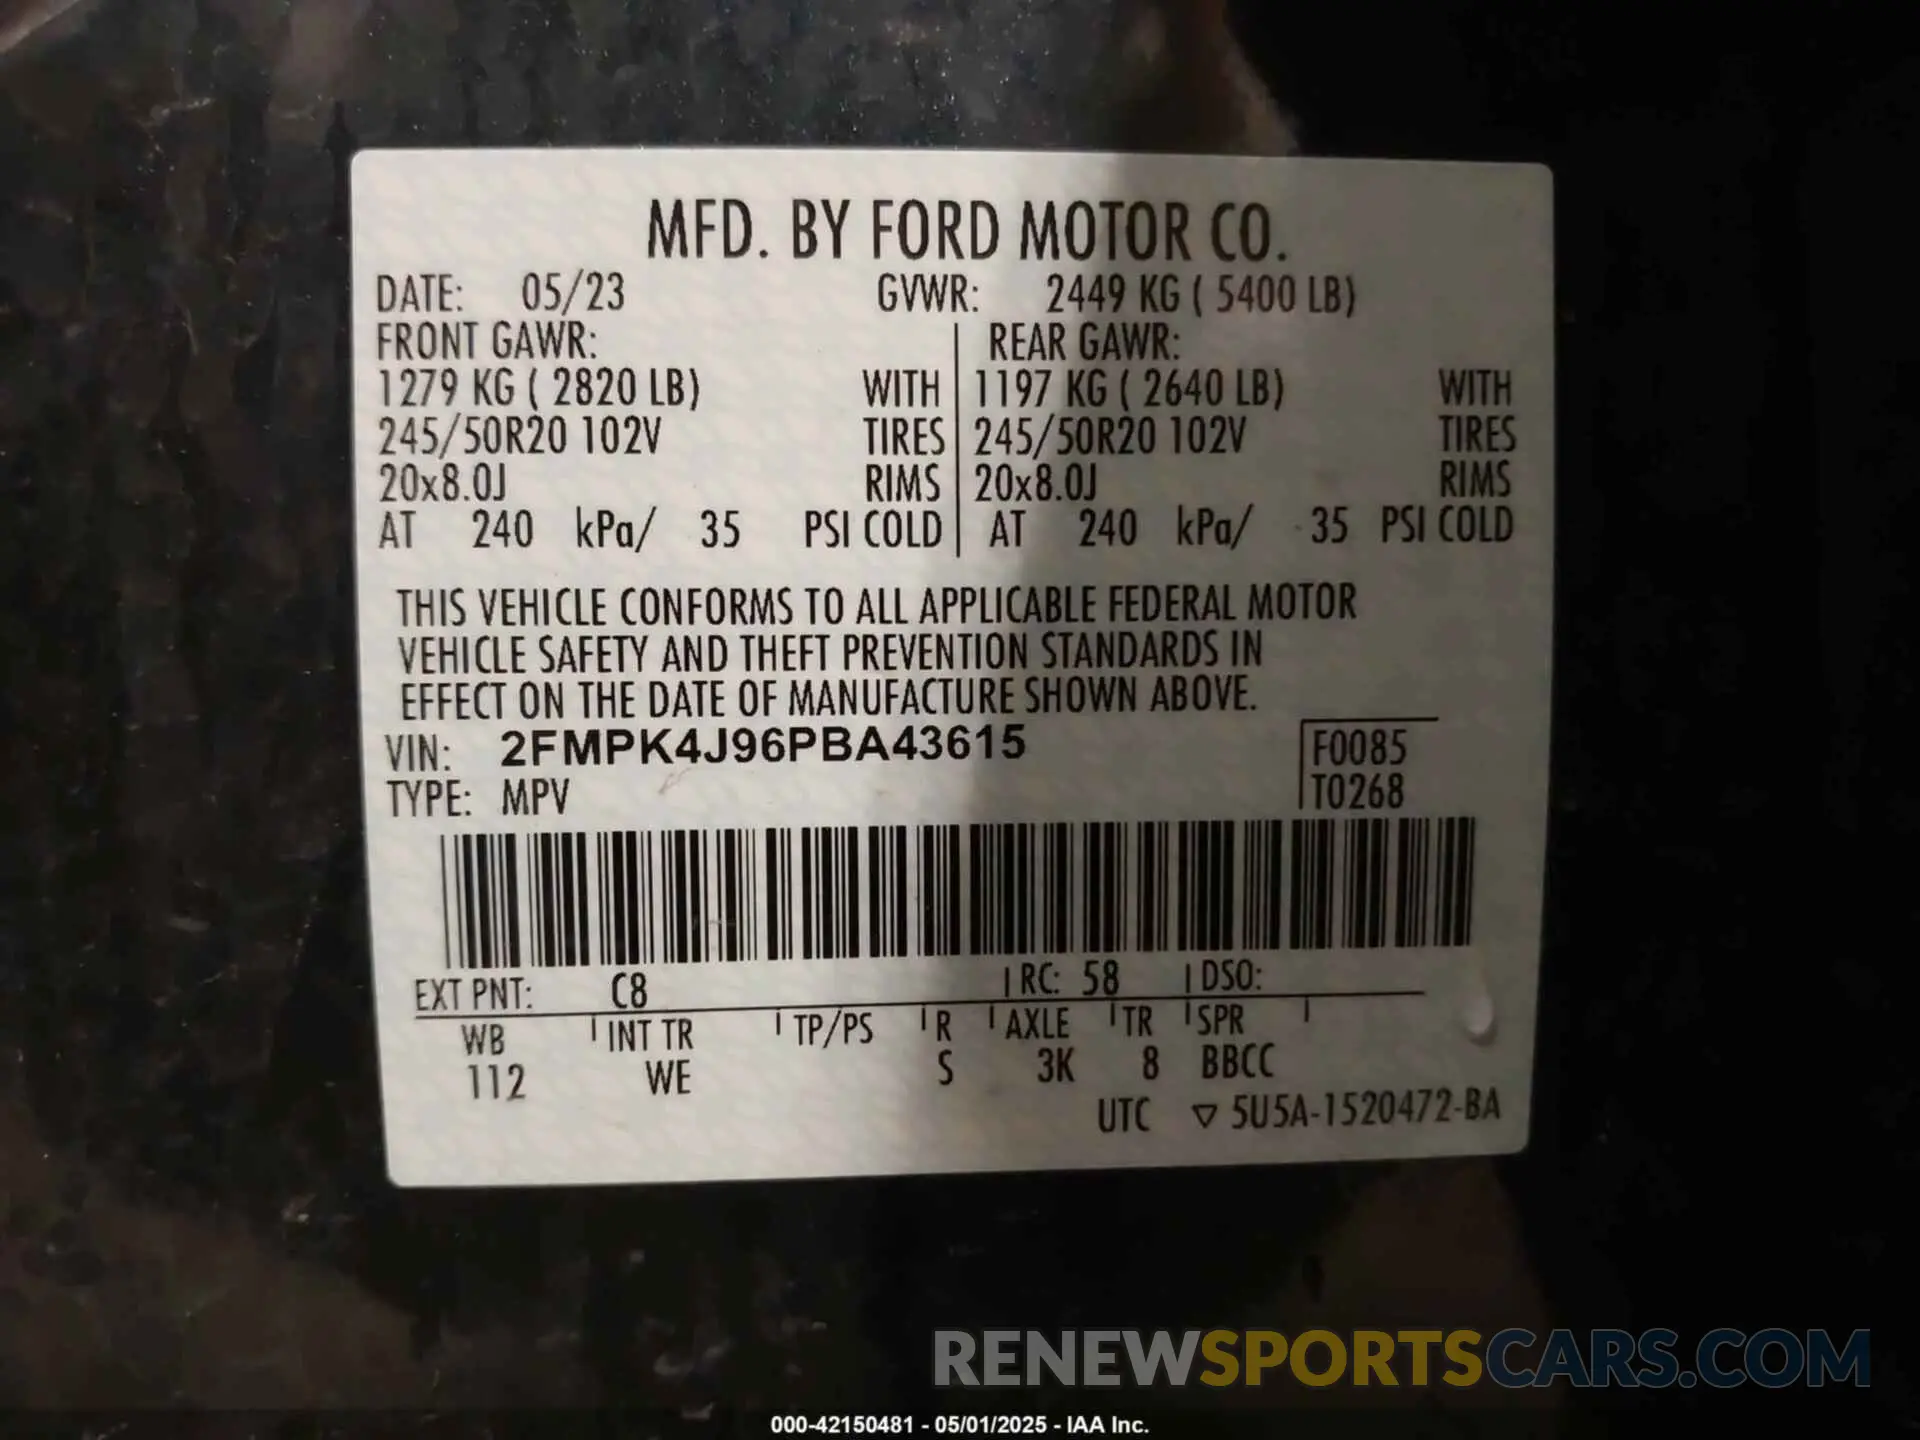 MFD. BY FORD MOTOR CO.
DATE: 05/23 GVWR: 2449 KG ( 5400 LB)
FRONT GAWR: REAR GAWR:
1279 KG ( 2820 LB) WITH 1197 KG ( 2640 LB) WITH
245/50R20 102V TIRES 245/50R20 102V TIRES
20x8.0J RIMS 20x8.0J RIMS
AT 240 kPa/ 35 PSI COLD AT 240 kPa/ 35 PSI COLD
THIS VEHICLE CONFORMS TO ALL APPLICABLE FEDERAL MOTOR
VEHICLE SAFETY AND THEFT PREVENTION STANDARDS IN
EFFECT ON THE DATE OF MANUFACTURE SHOWN ABOVE.
VIN: 2FMPK4J96PBA43615 F0085
TYPE: MPV T0268
EXT PNT: C8 RC: 58 DSO:
WB INT TR TP/PS R AXLE TR SPR
112 WE S 3K 8 BBCC
UTC ▽ 5U5A-1520472-BA
RENEWSPORTSCARS.COM
000-42150481 - 05/01/2025 - IAA Inc.